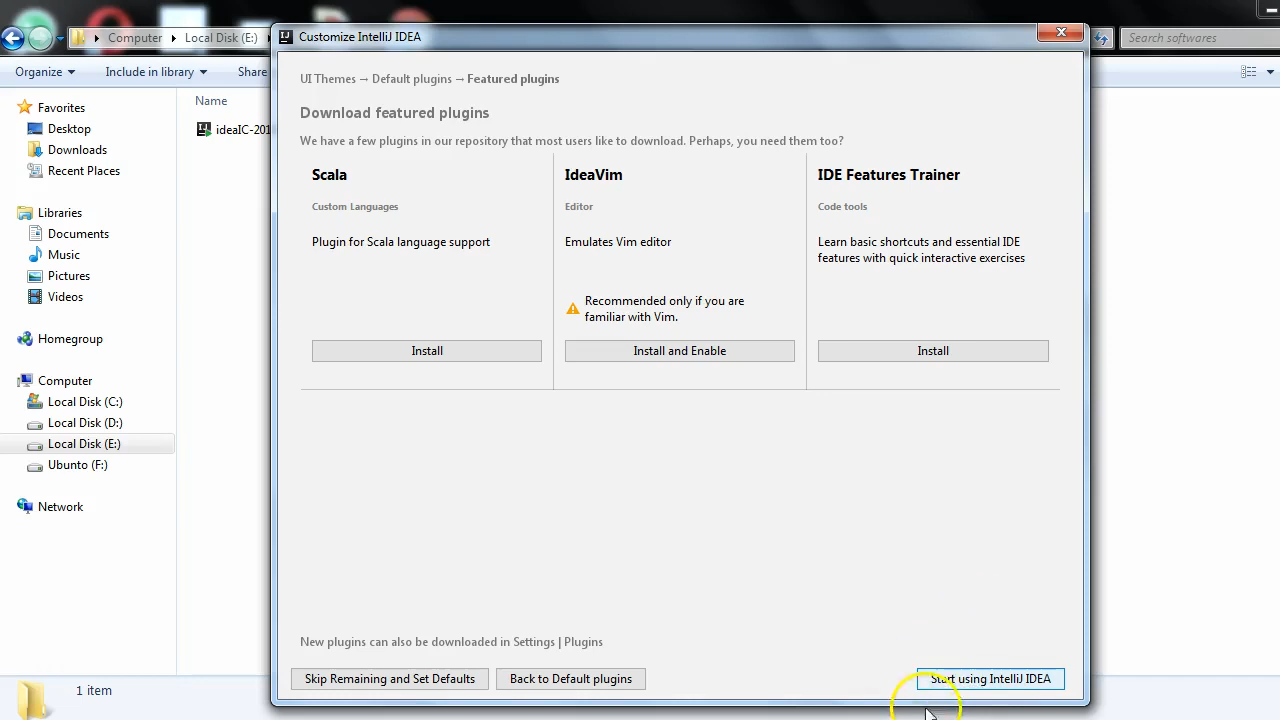 Computer
Local Disk (E:)
Customize IntelliJ IDEA
Search softwares
Organize
Include in library
Share
Favorites
Desktop
Downloads
Recent Places
Libraries
Documents
Music
Pictures
Videos
Homegroup
Computer
Local Disk (C:)
Local Disk (D:)
Local Disk (E:)
Ubunto (F:)
Network
Name
ideaIC-201
UI Themes → Default plugins → Featured plugins
Download featured plugins
We have a few plugins in our repository that most users like to download. Perhaps, you need them too?
Scala
Custom Languages
Plugin for Scala language support
Install
IdeaVim
Editor
Emulates Vim editor
Recommended only if you are
familiar with Vim.
Install and Enable
IDE Features Trainer
Code tools
Learn basic shortcuts and essential IDE
features with quick interactive exercises
Install
New plugins can also be downloaded in Settings | Plugins
Skip Remaining and Set Defaults
Back to Default plugins
Start using IntelliJ IDEA
1 item